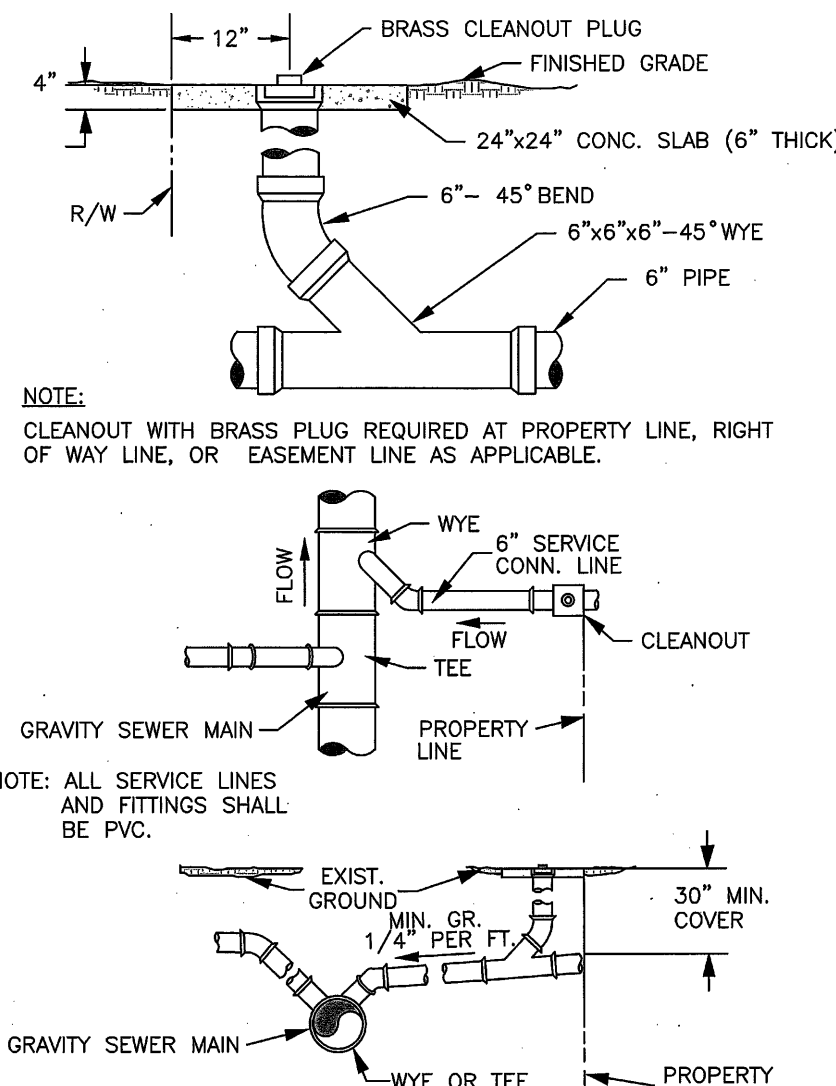 12"
BRASS CLEANOUT PLUG
FINISHED GRADE
4"
24"x24" CONC. SLAB (6" THICK)
R/W
6"- 45° BEND
6"x6"x6"-45° WYE
6" PIPE
NOTE:
CLEANOUT WITH BRASS PLUG REQUIRED AT PROPERTY LINE, RIGHT
OF WAY LINE, OR EASEMENT LINE AS APPLICABLE.
WYE
6" SERVICE
CONN. LINE
FLOW
FLOW
CLEANOUT
TEE
GRAVITY SEWER MAIN
PROPERTY
LINE
NOTE: ALL SERVICE LINES
AND FITTINGS SHALL
BE PVC.
EXIST.
GROUND
30" MIN.
COVER
MIN. GR.
1/4" PER FT.
GRAVITY SEWER MAIN
WYE OR TEE
PROPERTY